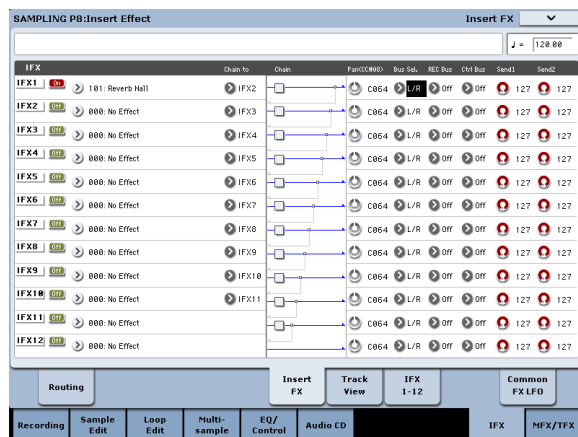 SAMPLING P8:Insert Effect Insert FX
♩ = 120.00
IFX Chain to Chain Pan(CC#08) Bus Sel. REC Bus Ctrl Bus Send1 Send2
IFX1 On 101: Reverb Hall IFX2 C064 L/R Off Off 127 127
IFX2 Off 000: No Effect IFX3 C064 L/R Off Off 127 127
IFX3 Off 000: No Effect IFX4 C064 L/R Off Off 127 127
IFX4 Off 000: No Effect IFX5 C064 L/R Off Off 127 127
IFX5 Off 000: No Effect IFX6 C064 L/R Off Off 127 127
IFX6 Off 000: No Effect IFX7 C064 L/R Off Off 127 127
IFX7 Off 000: No Effect IFX8 C064 L/R Off Off 127 127
IFX8 Off 000: No Effect IFX9 C064 L/R Off Off 127 127
IFX9 Off 000: No Effect IFX10 C064 L/R Off Off 127 127
IFX10 Off 000: No Effect IFX11 C064 L/R Off Off 127 127
IFX11 Off 000: No Effect C064 L/R Off Off 127 127
IFX12 Off 000: No Effect C064 L/R Off Off 127 127
Routing Insert FX Track View IFX 1-12 Common FX LFO
Recording Sample Edit Loop Edit Multi-sample EQ/Control Audio CD IFX MFX/TFX